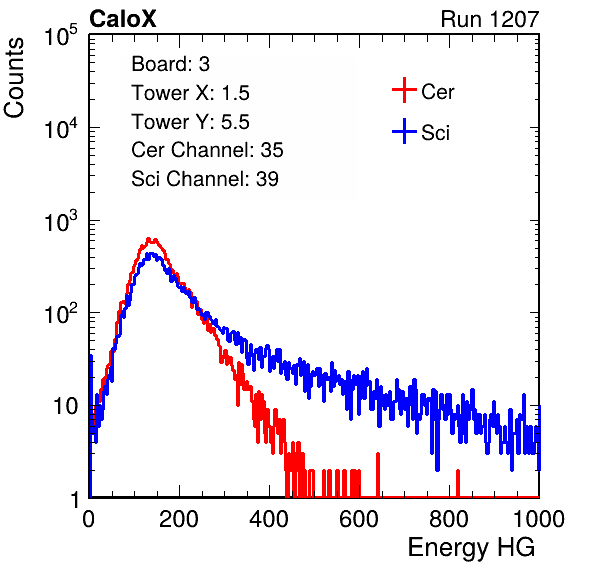 CaloX Run 1207
Counts
10^5
10^4
10^3
10^2
10
1
Board: 3
Tower X: 1.5
Tower Y: 5.5
Cer Channel: 35
Sci Channel: 39
Cer
Sci
0 200 400 600 800 1000
Energy HG